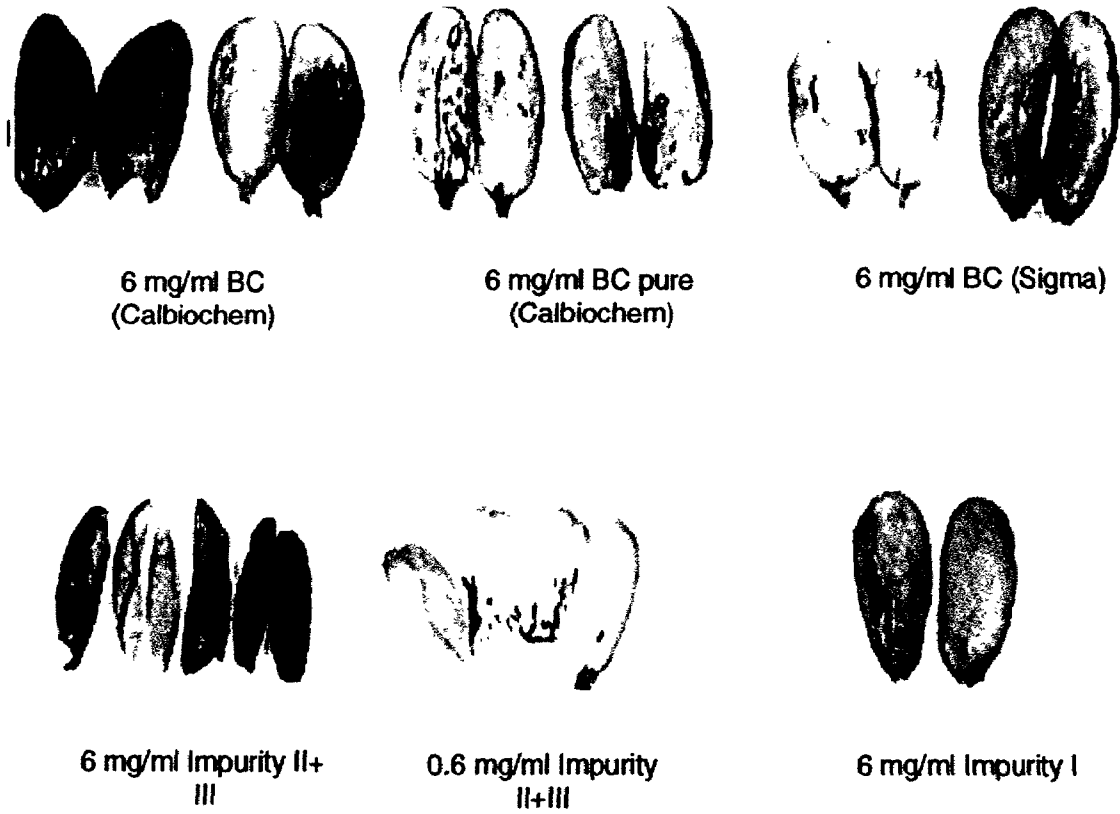 6 mg/ml BC
(Calbiochem)
6 mg/ml BC pure
(Calbiochem)
6 mg/ml BC (Sigma)
6 mg/ml Impurity II+
III
0.6 mg/ml Impurity
II+III
6 mg/ml Impurity I